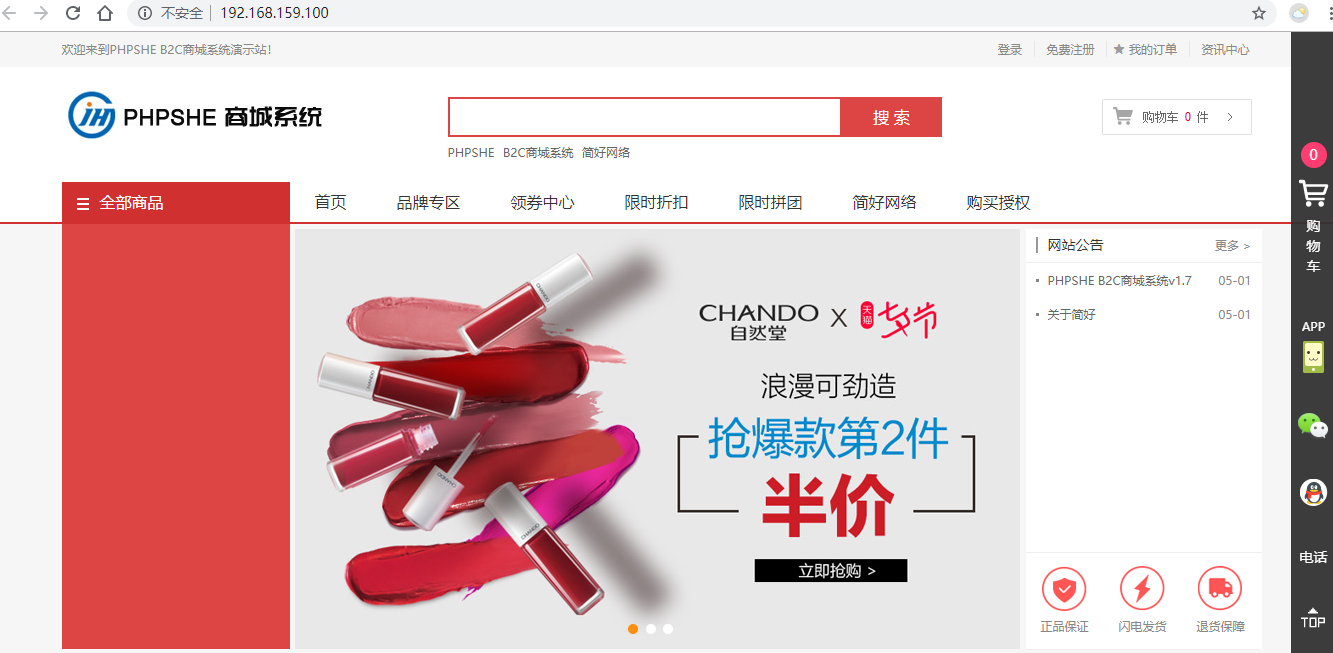 不安全 192.168.159.100
欢迎来到PHPSHE B2C商城系统演示站!
登录 免费注册 我的订单 资讯中心
PHPSHE 商城系统
搜 索
购物车 0 件 >
PHPSHE B2C商城系统 简好网络
全部商品 首页 品牌专区 领券中心 限时折扣 限时拼团 简好网络 购买授权
网站公告 更多 >
PHPSHE B2C商城系统v1.7 05-01
关于简好 05-01
CHANDO
自然堂
X
天猫
七夕节
浪漫可劲造
抢爆款第2件
半价
立即抢购 >
正品保证 闪电发货 退货保障
0
购
物
车
APP
电话
TOP